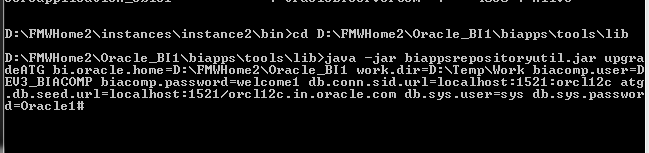 D:\FMWHome2\instances\instance2\bin>cd D:\FMWHome2\Oracle_BI1\biapps\tools\lib
D:\FMWHome2\Oracle_BI1\biapps\tools\lib>java -jar biappsrepositoryutil.jar upgra
deATG bi.oracle.home=D:\FMWHome2\Oracle_BI1 work.dir=D:\Temp\Work biacomp.user=D
EV3_BIACOMP biacomp.password=welcome1 db.conn.sid.url=localhost:1521:orcl12c atg
.db.seed.url=localhost:1521/orcl12c.in.oracle.com db.sys.user=sys db.sys.passwor
d=Oracle1#